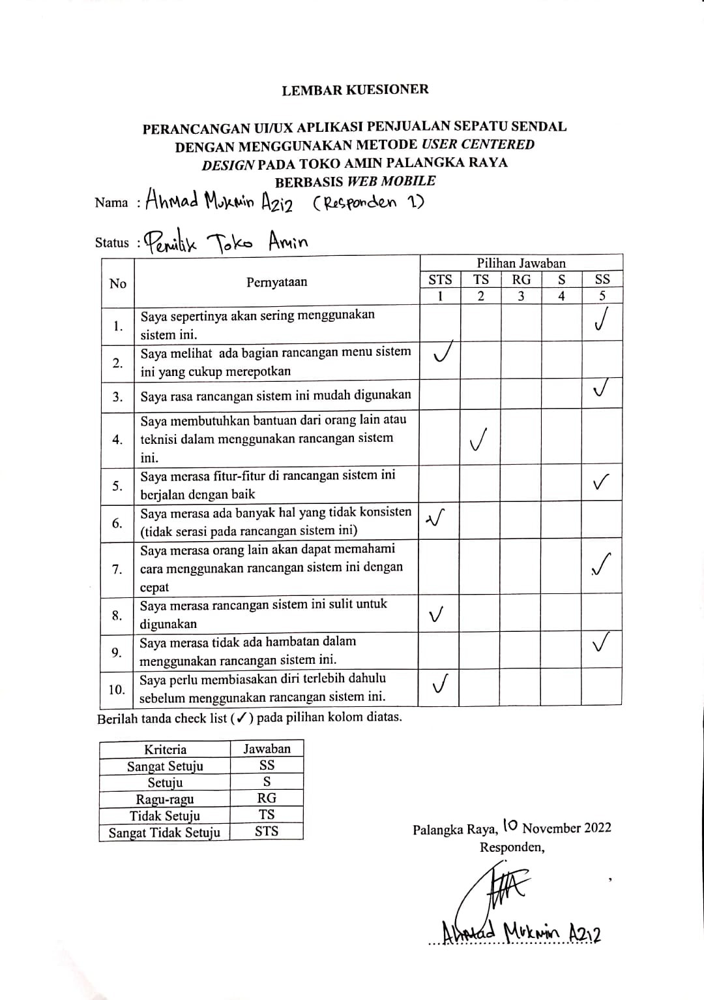 LEMBAR KUESIONER
PERANCANGAN UI/UX APLIKASI PENJUALAN SEPATU SENDAL
DENGAN MENGGUNAKAN METODE USER CENTERED
DESIGN PADA TOKO AMIN PALANGKA RAYA
BERBASIS WEB MOBILE
Nama : Ahmad Mukmin Aziz (Responden 1)
Status : Pemilik Toko Amin
No Pernyataan Pilihan Jawaban
STS TS RG S SS
1 2 3 4 5
1. Saya sepertinya akan sering menggunakan
sistem ini. ✓
2. Saya melihat ada bagian rancangan menu sistem
ini yang cukup merepotkan ✓
3. Saya rasa rancangan sistem ini mudah digunakan ✓
4. Saya membutuhkan bantuan dari orang lain atau
teknisi dalam menggunakan rancangan sistem
ini. ✓
5. Saya merasa fitur-fitur di rancangan sistem ini
berjalan dengan baik ✓
6. Saya merasa ada banyak hal yang tidak konsisten
(tidak serasi pada rancangan sistem ini) ✓
7. Saya merasa orang lain akan dapat memahami
cara menggunakan rancangan sistem ini dengan
cepat ✓
8. Saya merasa rancangan sistem ini sulit untuk
digunakan ✓
9. Saya merasa tidak ada hambatan dalam
menggunakan rancangan sistem ini. ✓
10. Saya perlu membiasakan diri terlebih dahulu
sebelum menggunakan rancangan sistem ini. ✓
Berilah tanda check list (✓) pada pilihan kolom diatas.
Kriteria Jawaban
Sangat Setuju SS
Setuju S
Ragu-ragu RG
Tidak Setuju TS
Sangat Tidak Setuju STS
Palangka Raya, 10 November 2022
Responden,
Ahmad Mukmin Aziz